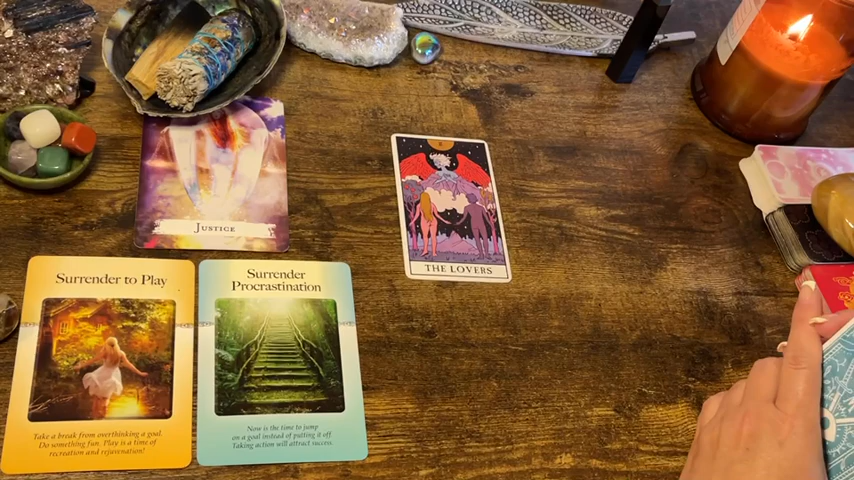 JUSTICE
THE LOVERS
Surrender to Play
Take a break from overthinking a goal.
Do something fun. Play is a time of
recreation and rejuvenation!
Surrender
Procrastination
Now is the time to jump
on a goal instead of putting it off.
Taking action will attract success.